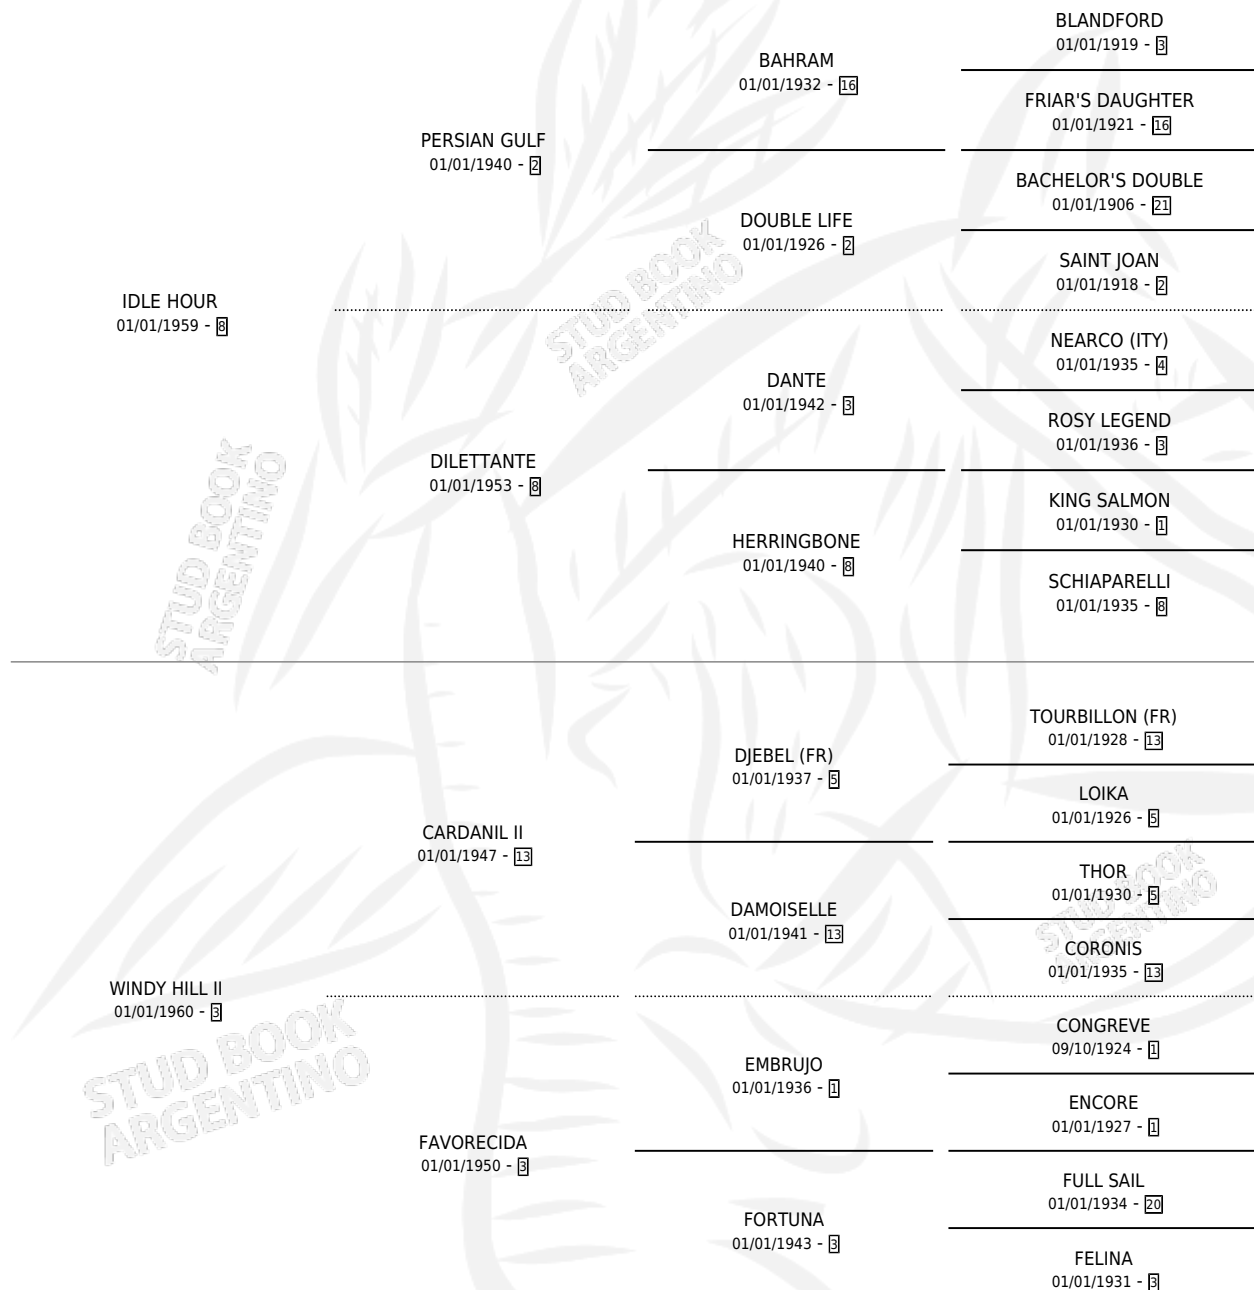 BLANDFORD
01/01/1919 - 3
BAHRAM
01/01/1932 - 16
FRIAR'S DAUGHTER
01/01/1921 - 16
PERSIAN GULF
01/01/1940 - 2
BACHELOR'S DOUBLE
01/01/1906 - 21
DOUBLE LIFE
01/01/1926 - 2
SAINT JOAN
01/01/1918 - 2
IDLE HOUR
01/01/1959 - 8
NEARCO (ITY)
01/01/1935 - 4
DANTE
01/01/1942 - 3
ROSY LEGEND
01/01/1936 - 3
DILETTANTE
01/01/1953 - 8
KING SALMON
01/01/1930 - 1
HERRINGBONE
01/01/1940 - 8
SCHIAPARELLI
01/01/1935 - 8
TOURBILLON (FR)
01/01/1928 - 13
DJEBEL (FR)
01/01/1937 - 5
LOIKA
01/01/1926 - 5
CARDANIL II
01/01/1947 - 13
THOR
01/01/1930 - 5
DAMOISELLE
01/01/1941 - 13
CORONIS
01/01/1935 - 13
WINDY HILL II
01/01/1960 - 3
CONGREVE
09/10/1924 - 1
EMBRUJO
01/01/1936 - 1
ENCORE
01/01/1927 - 1
FAVORECIDA
01/01/1950 - 3
FULL SAIL
01/01/1934 - 20
FORTUNA
01/01/1943 - 3
FELINA
01/01/1931 - 3
STUD BOOK
ARGENTINO
STUD BOOK
ARGENTINO
STUD BOOK
ARGENTINO
STUD BOOK
ARGENTINO